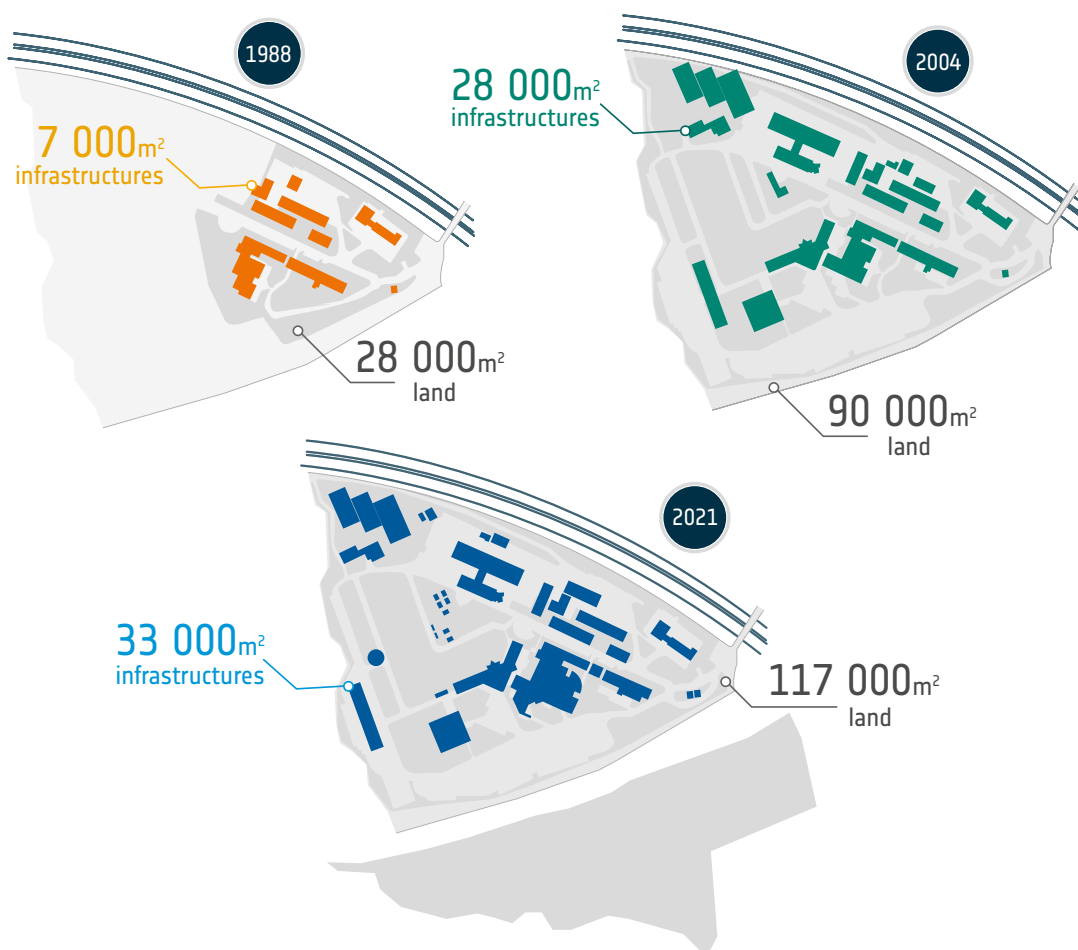 1988
7 000m²
infrastructures
28 000m²
land
2004
28 000m²
infrastructures
90 000m²
land
2021
33 000m²
infrastructures
117 000m²
land